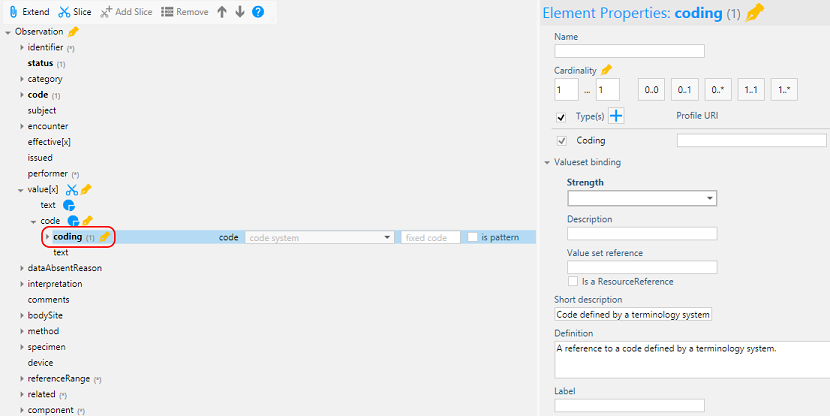 Extend Slice Add Slice Remove ?
Observation
identifier (*)
status (1)
category
code (1)
subject
encounter
effective[x]
issued
performer (*)
value[x]
text
code
coding (1) code code system fixed code is pattern
text
dataAbsentReason
interpretation
comments
bodySite
method
specimen
device
referenceRange (*)
related (*)
component (*)
Element Properties: coding (1)
Name
Cardinality
1 ... 1 0..0 0..1 0..* 1..1 1..*
Type(s) Profile URI
Coding
Valueset binding
Strength
Description
Value set reference
Is a ResourceReference
Short description
Code defined by a terminology system
Definition
A reference to a code defined by a terminology system.
Label